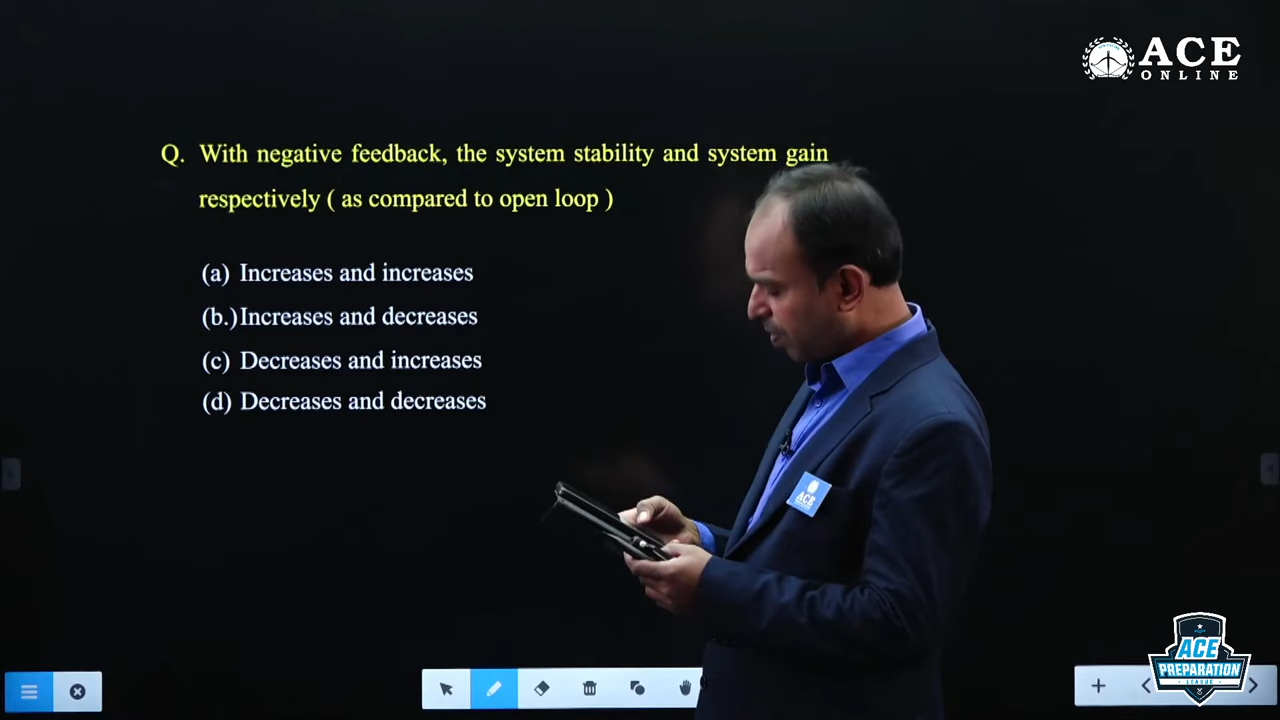 ACE
ONLINE
Q. With negative feedback, the system stability and system gain
respectively ( as compared to open loop )
(a) Increases and increases
(b.)Increases and decreases
(c) Decreases and increases
(d) Decreases and decreases
ACE
ACE
PREPARATION
LEAGUE